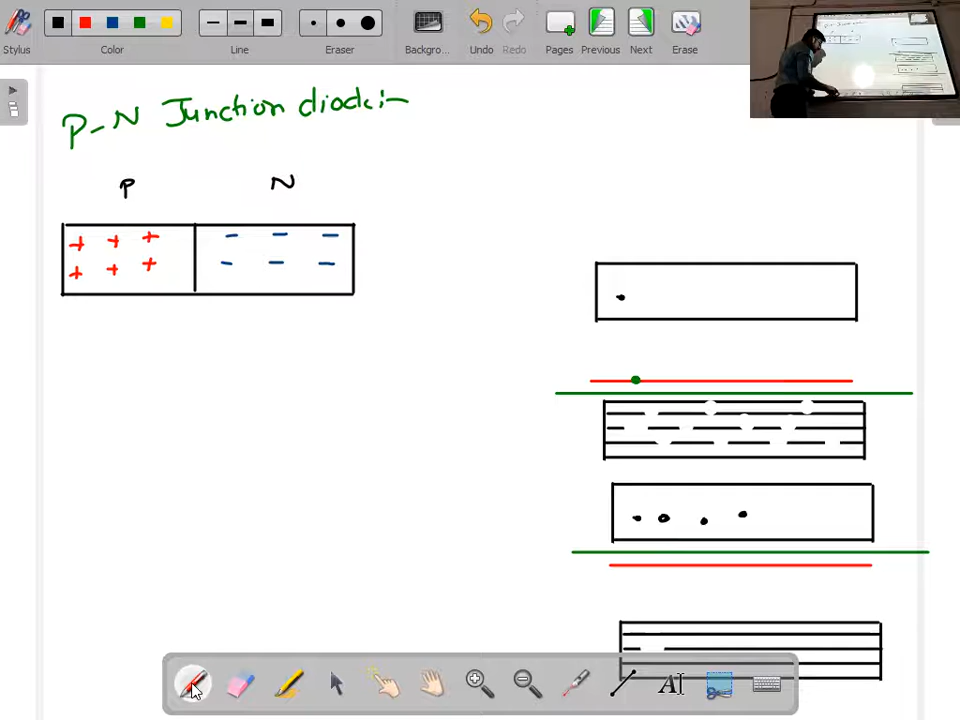 Stylus
Color
Line
Eraser
Backgro...
Undo
Redo
Pages
Previous
Next
Erase
P-N Junction diode:-
P N
+ + + - - -
+ + + - - -
A